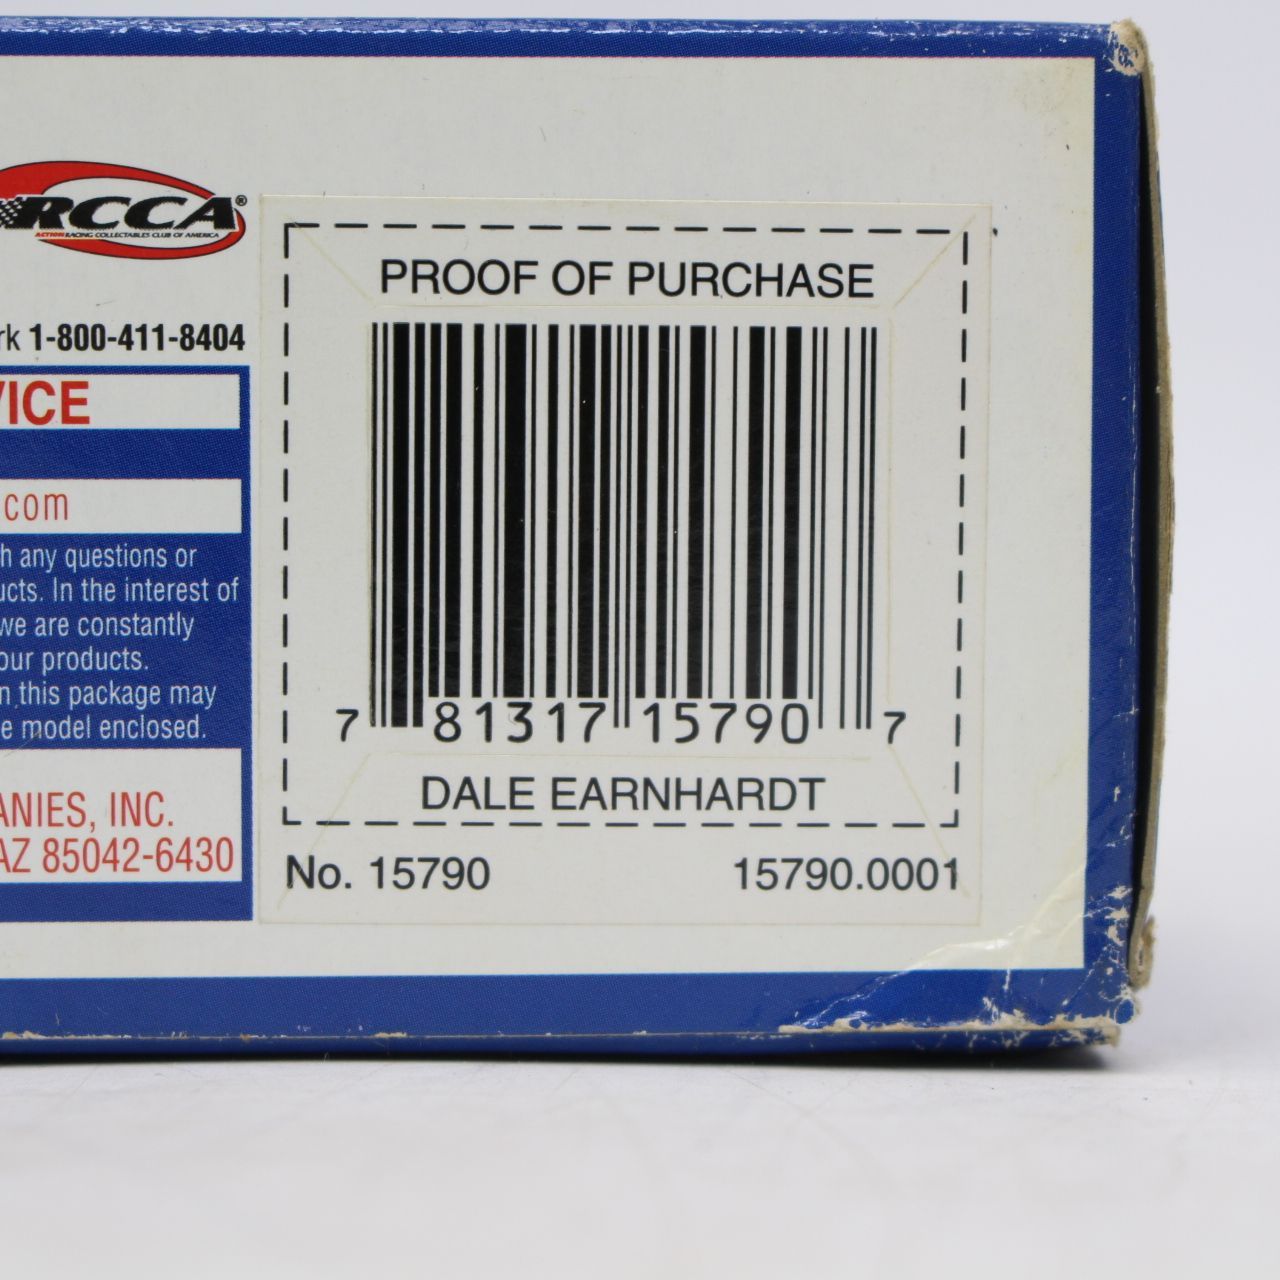 RCCA®
ACTION RACING COLLECTABLES CLUB OF AMERICA
rk 1-800-411-8404
VICE
.com
h any questions or
ucts. In the interest of
we are constantly
our products.
n this package may
e model enclosed.
ANIES, INC.
AZ 85042-6430
PROOF OF PURCHASE
7 81317 15790 7
DALE EARNHARDT
No. 15790 15790.0001